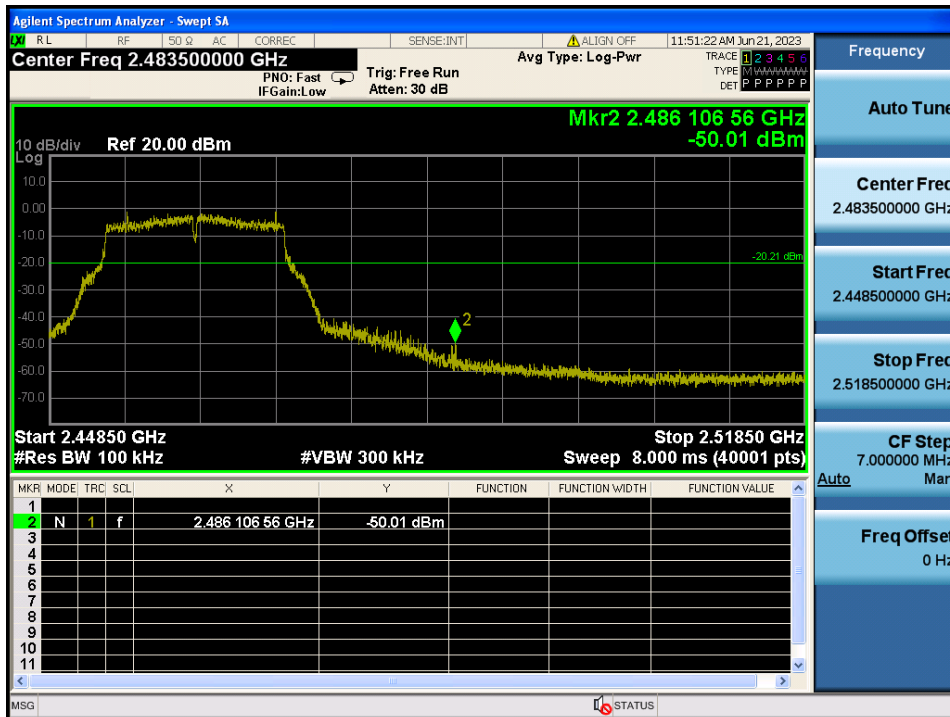 Agilent Spectrum Analyzer - Swept SA
LXI RL RF 50 Ω AC CORREC SENSE:INT ALIGN OFF 11:51:22 AM Jun 21, 2023
Center Freq 2.483500000 GHz
PNO: Fast
IFGain:Low
Trig: Free Run
Atten: 30 dB
Avg Type: Log-Pwr
TRACE 1 2 3 4 5 6
TYPE M W W W W W
DET P P P P P P
Mkr2 2.486 106 56 GHz
-50.01 dBm
10 dB/div
Log
Ref 20.00 dBm
10.0
0.00
-10.0
-20.0
-20.21 dBm
-30.0
-40.0
2
-50.0
-60.0
-70.0
Start 2.44850 GHz
Stop 2.51850 GHz
#Res BW 100 kHz
#VBW 300 kHz
Sweep 8.000 ms (40001 pts)
MKR MODE TRC SCL X Y FUNCTION FUNCTION WIDTH FUNCTION VALUE
1
2 N 1 f 2.486 106 56 GHz -50.01 dBm
3
4
5
6
7
8
9
10
11
MSG
STATUS
Frequency
Auto Tune
Center Freq
2.483500000 GHz
Start Freq
2.448500000 GHz
Stop Freq
2.518500000 GHz
CF Step
7.000000 MHz
Auto Man
Freq Offset
0 Hz